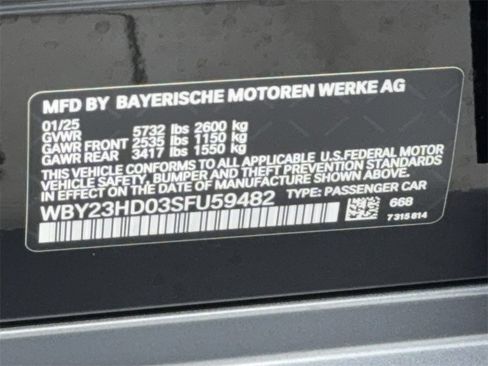 MFD BY BAYERISCHE MOTOREN WERKE AG
01/25
GVWR 5732 lbs 2600 kg
GAWR FRONT 2535 lbs 1150 kg
GAWR REAR 3417 lbs 1550 kg
THIS VEHICLE CONFORMS TO ALL APPLICABLE U.S.FEDERAL MOTOR
VEHICLE SAFETY, BUMPER, AND THEFT PREVENTION STANDARDS
IN EFFECT ON THE DATE OF MANUFACTURE SHOWN ABOVE.
WBY23HD03SFU59482 TYPE: PASSENGER CAR
668
7 315 814